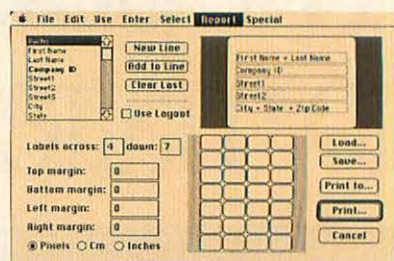 File Edit Use Enter Select Report Special
First Name
Last Name
Company ID
Street1
Street2
Street3
City
State
New Line
Add to Line
Clear Last
Use Layout
First Name + Last Name
Company ID
Street1
Street2
City + State + Zip Code
Labels across: 4 down: 7
Top margin: 0
Bottom margin: 0
Left margin: 0
Right margin: 0
Pixels Cm Inches
Load...
Save...
Print to...
Print...
Cancel